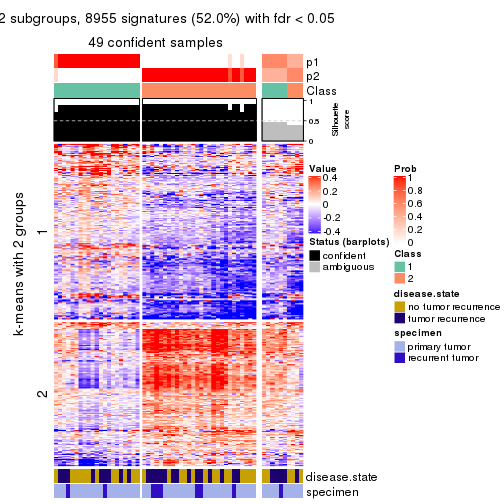 2 subgroups, 8955 signatures (52.0%) with fdr < 0.05
49 confident samples
p1
p2
Class
1
0.5
0
Silhouette
score
k-means with 2 groups
1
2
Value
0.4
0.2
0
-0.2
-0.4
Status (barplots)
confident
ambiguous
Prob
1
0.8
0.6
0.4
0.2
0
Class
1
2
disease.state
no tumor recurrence
tumor recurrence
specimen
primary tumor
recurrent tumor
disease.state
specimen